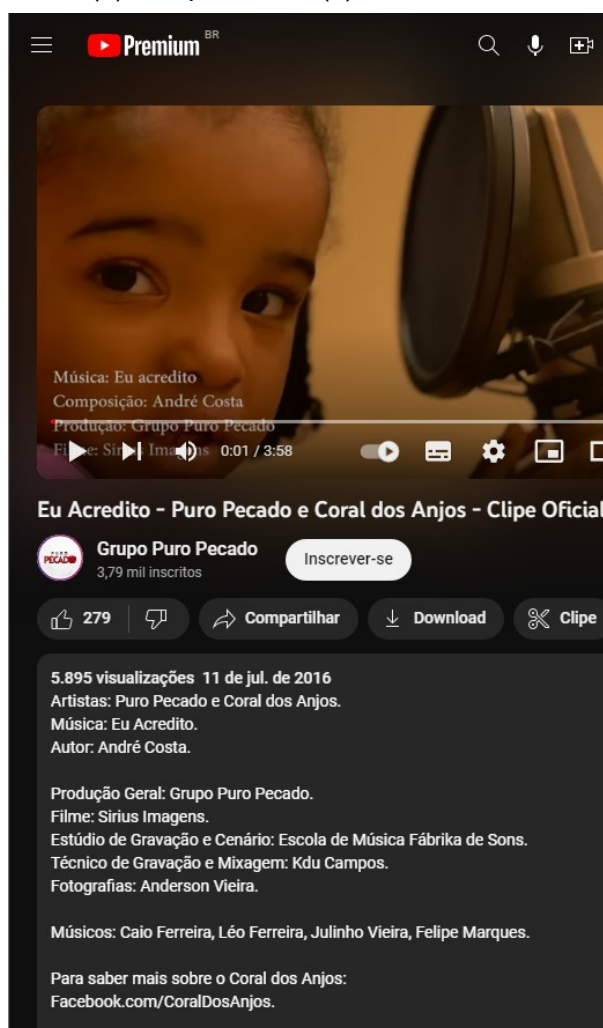 Premium BR
Música: Eu acredito
Composição: André Costa
Produção: Grupo Puro Pecado
Filme: Sirius Imagens 0:01 / 3:58
Eu Acredito - Puro Pecado e Coral dos Anjos - Clipe Oficial
PURO
PECADO
Grupo Puro Pecado
3,79 mil inscritos
Inscrever-se
279
Compartilhar
Download
Clipe
5.895 visualizações 11 de jul. de 2016
Artistas: Puro Pecado e Coral dos Anjos.
Música: Eu Acredito.
Autor: André Costa.
Produção Geral: Grupo Puro Pecado.
Filme: Sirius Imagens.
Estúdio de Gravação e Cenário: Escola de Música Fábrika de Sons.
Técnico de Gravação e Mixagem: Kdu Campos.
Fotografias: Anderson Vieira.
Músicos: Caio Ferreira, Léo Ferreira, Julinho Vieira, Felipe Marques.
Para saber mais sobre o Coral dos Anjos:
Facebook.com/CoralDosAnjos.